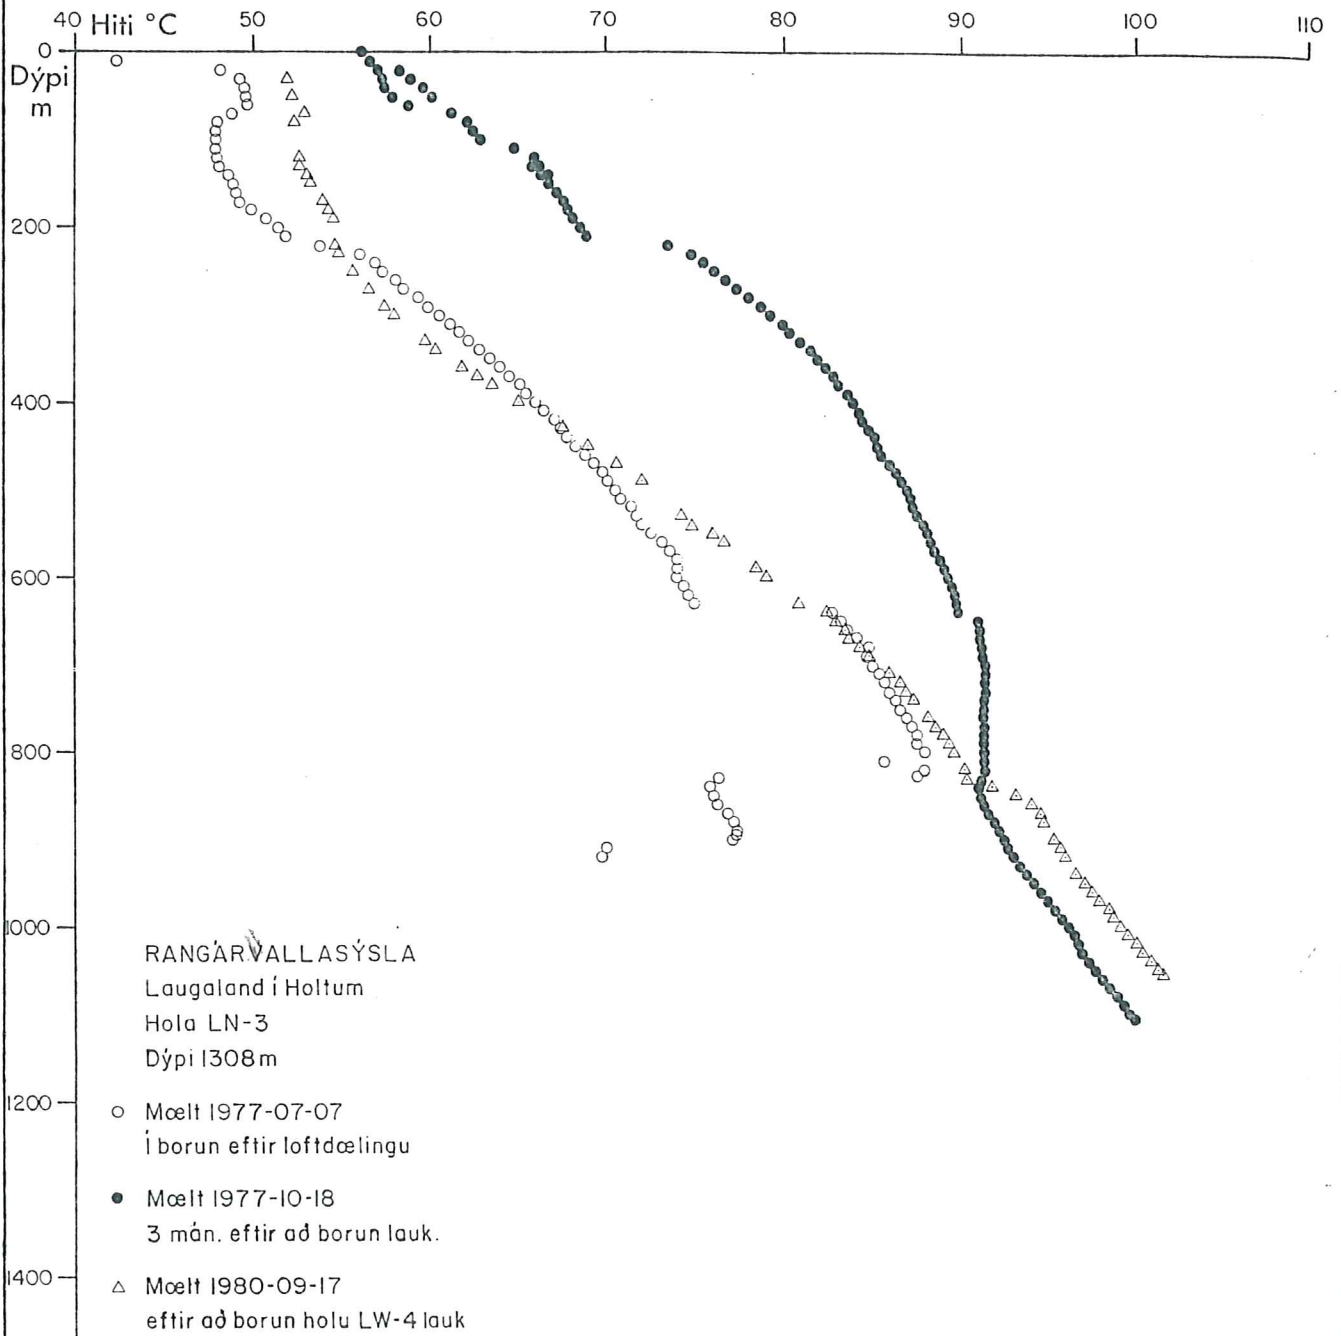 40 Hiti °C 50 60 70 80 90 100 110
0
Dýpi
m
200
400
600
800
1000
1200
1400
RANGÁRVALLASÝSLA
Laugaland í Holtum
Hola LN-3
Dýpi 1308m
○ Mælt 1977-07-07
Í borun eftir loftdælingu
● Mælt 1977-10-18
3 mán. eftir að borun lauk.
△ Mælt 1980-09-17
eftir að borun holu LW-4 lauk